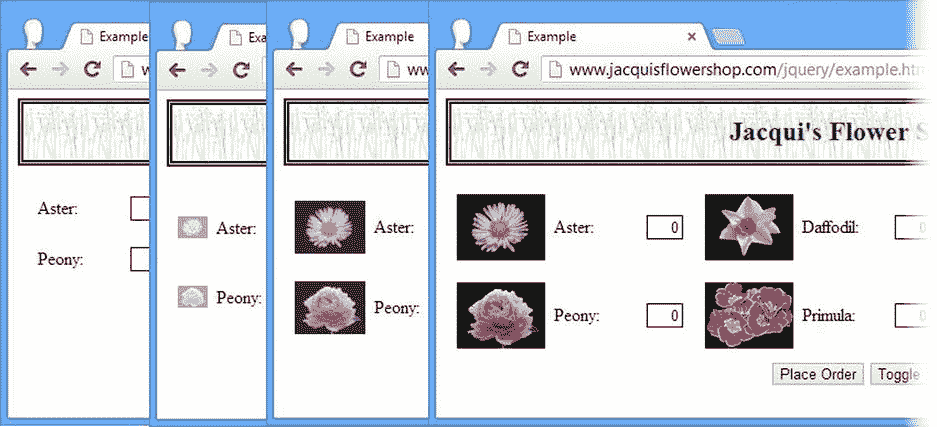 Example
w
Aster:
Peony:
Exa
Aster:
Peony:
Example
ww
Aster:
Peony:
Example
www.jacquisflowershop.com/jquery/example.htm
Jacqui's Flower S
Aster: 0 Daffodil: 0
Peony: 0 Primula: 0
Place Order Toggle